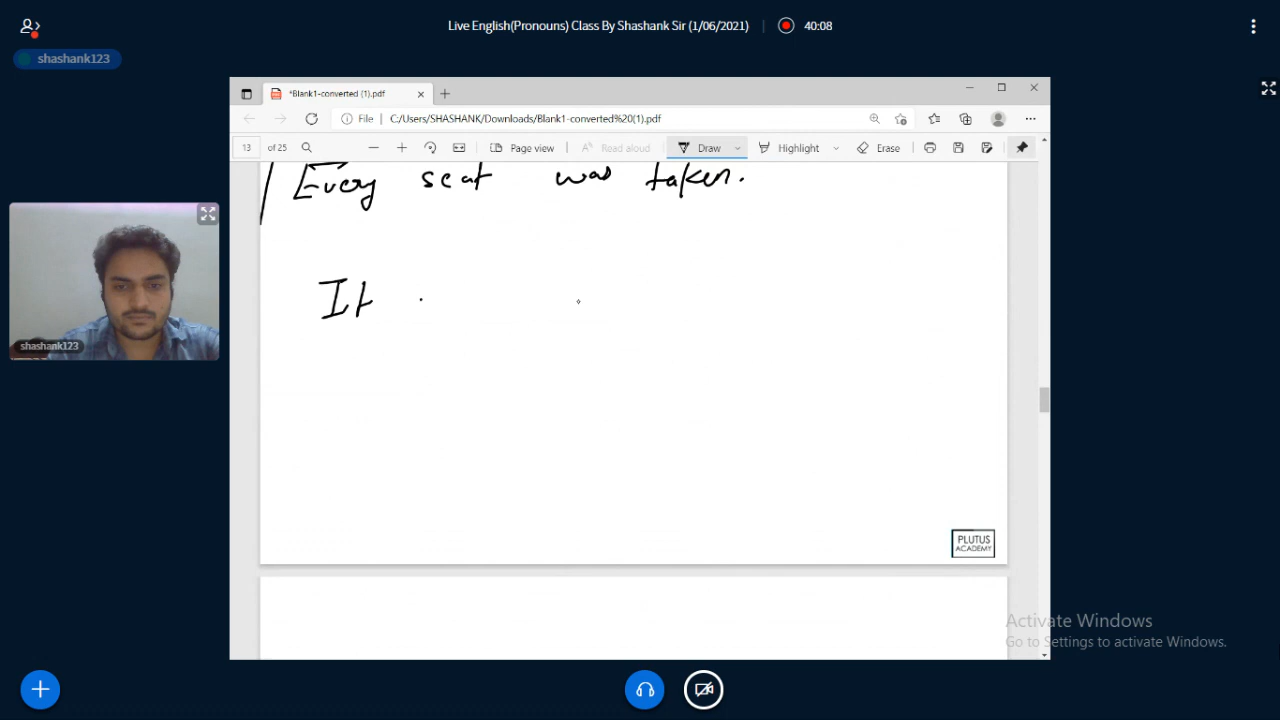 Live English(Pronouns) Class By Shashank Sir (1/06/2021) 40:08
shashank123
*Blank1-converted (1).pdf
File C:/Users/SHASHANK/Downloads/Blank1-converted%20(1).pdf
13 of 25 Page view Read aloud Draw Highlight Erase
Every seat was taken.
It
shashank123
PLUTUS
ACADEMY
Activate Windows
Go to Settings to activate Windows.